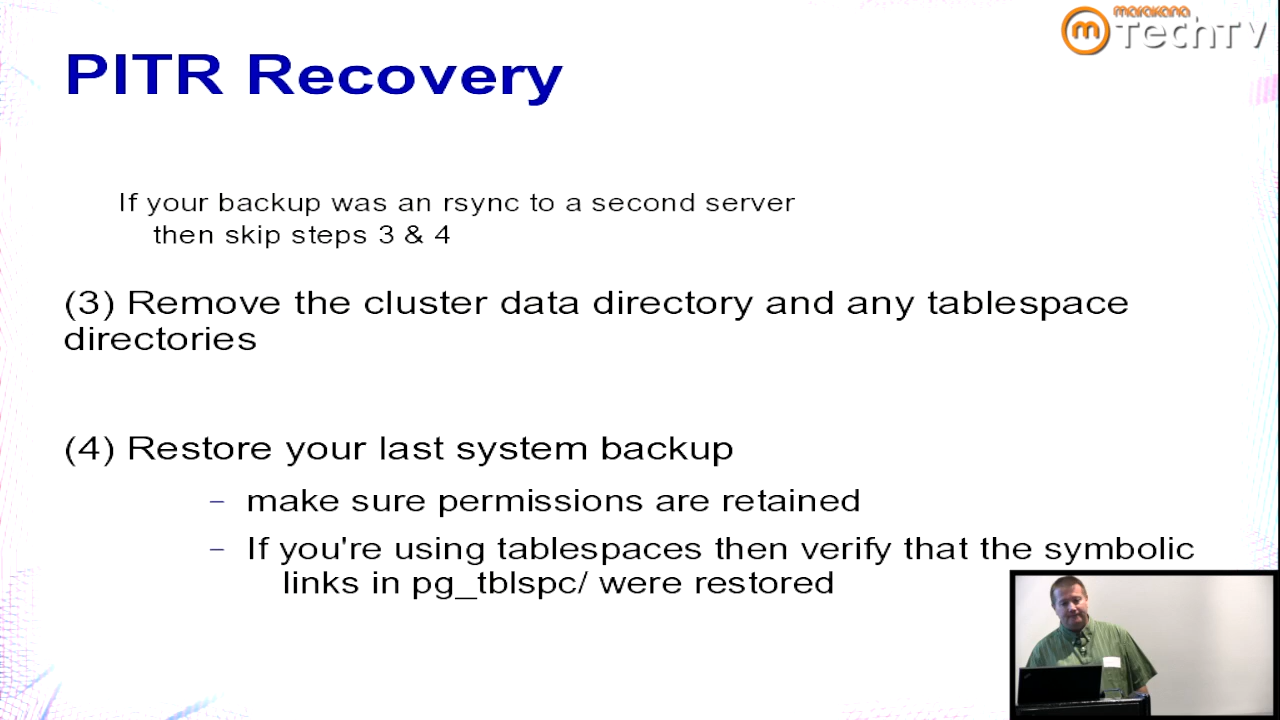 marakana
TechTV
PITR Recovery
If your backup was an rsync to a second server
then skip steps 3 & 4
(3) Remove the cluster data directory and any tablespace
directories
(4) Restore your last system backup
– make sure permissions are retained
– If you're using tablespaces then verify that the symbolic
links in pg_tblspc/ were restored